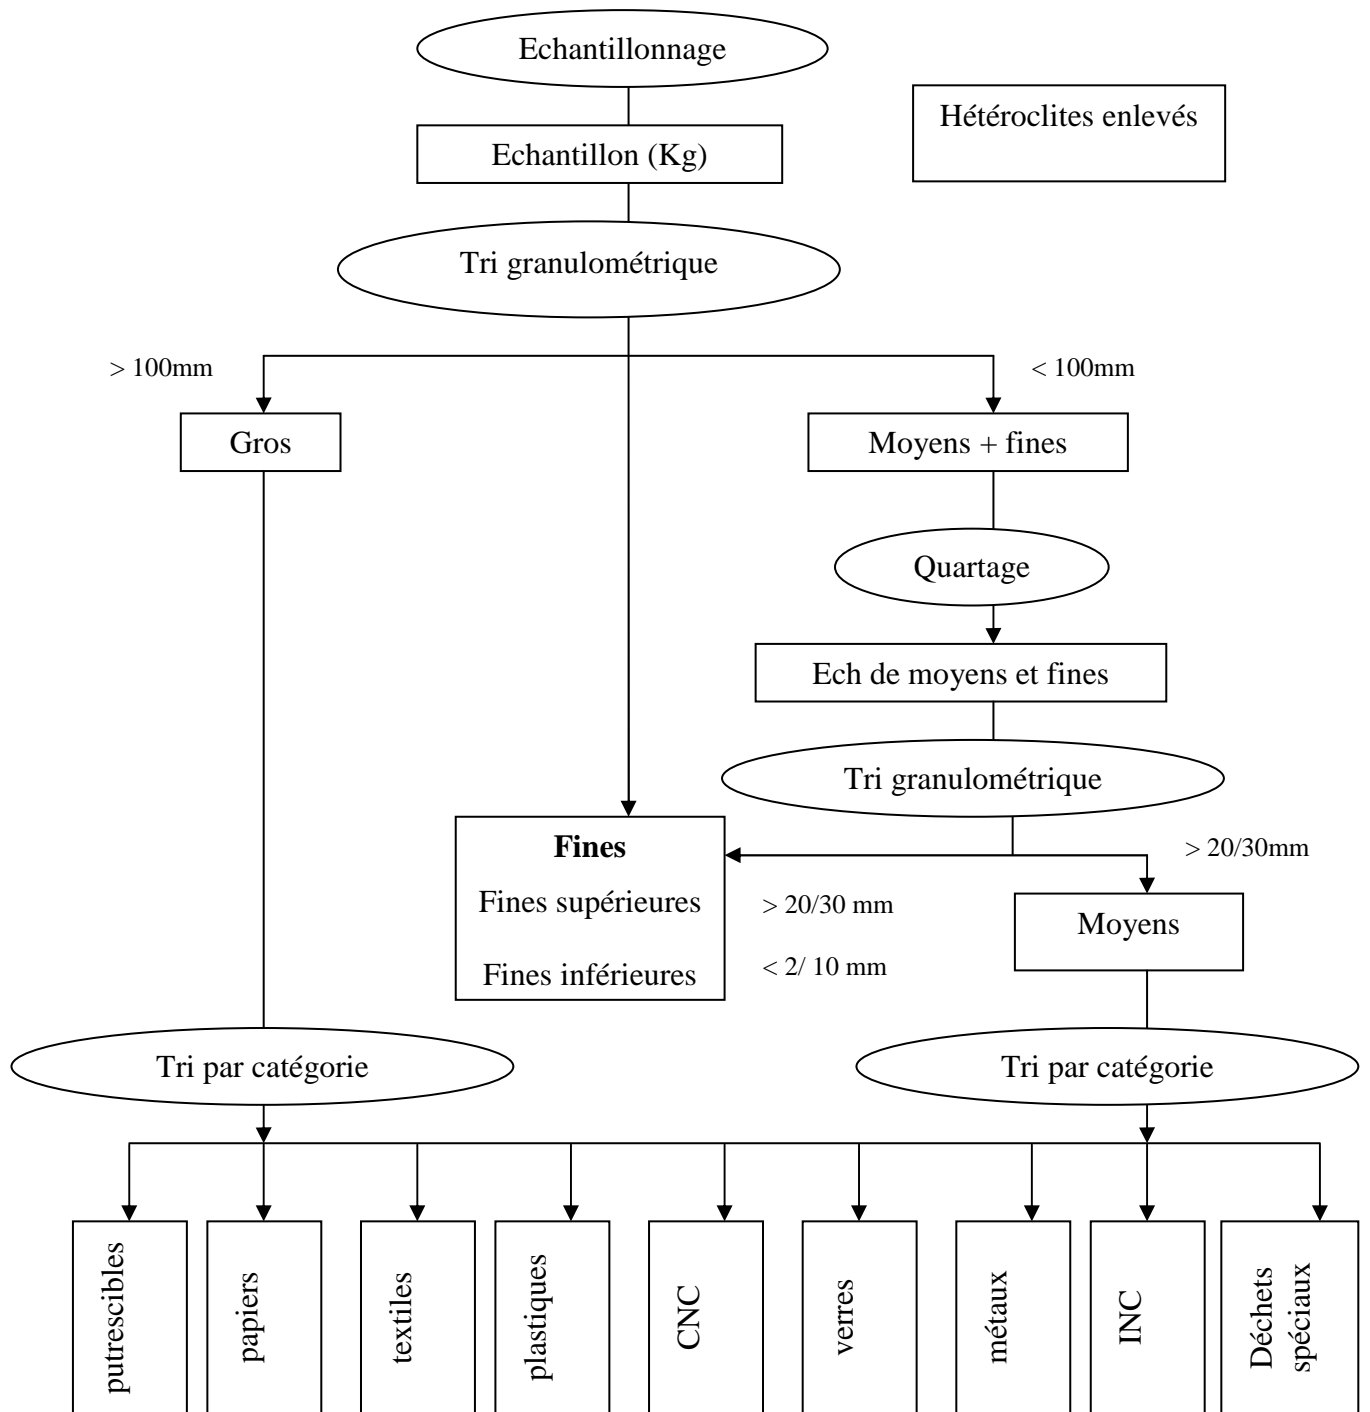 Echantillonnage
Hétéroclites enlevés
Echantillon (Kg)
Tri granulométrique
> 100mm
< 100mm
Gros
Moyens + fines
Quartage
Ech de moyens et fines
Tri granulométrique
Fines
> 20/30mm
Fines supérieures
> 20/30 mm
Moyens
Fines inférieures
< 2/ 10 mm
Tri par catégorie
Tri par catégorie
putrescibles
papiers
textiles
plastiques
CNC
verres
métaux
INC
Déchets
spéciaux